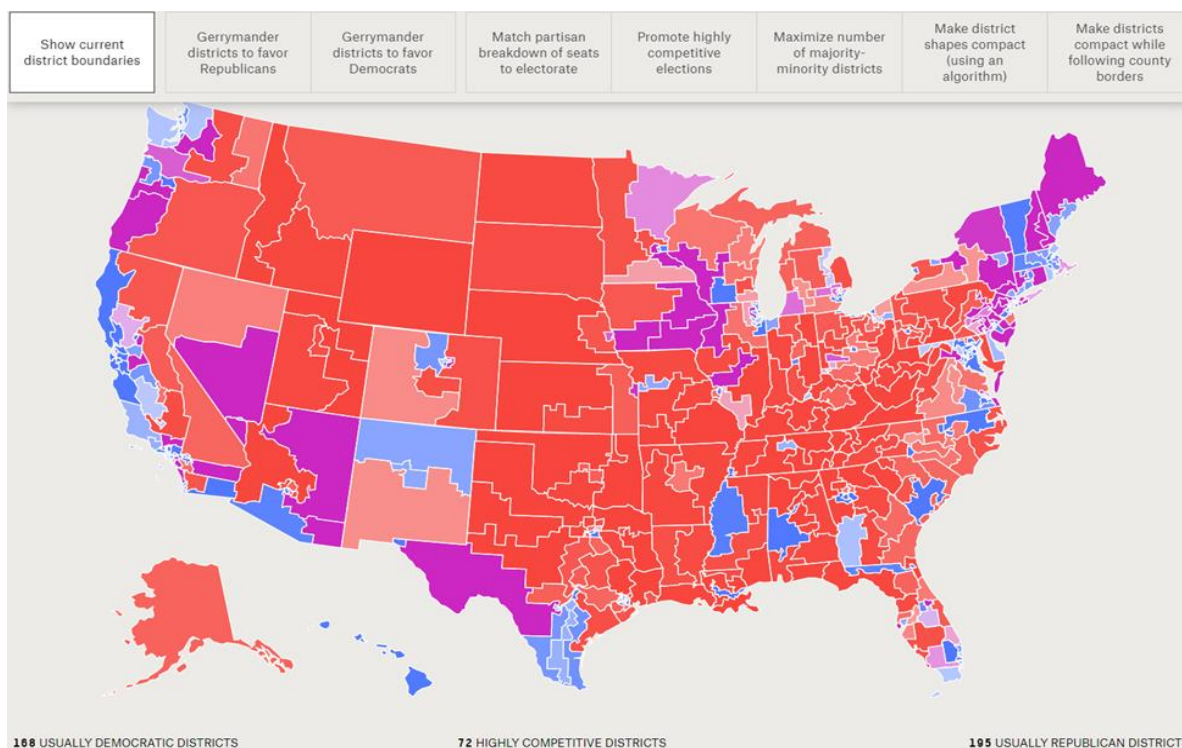 Show current
district boundaries
Gerrymander
districts to favor
Republicans
Gerrymander
districts to favor
Democrats
Match partisan
breakdown of seats
to electorate
Promote highly
competitive
elections
Maximize number
of majority-
minority districts
Make district
shapes compact
(using an
algorithm)
Make districts
compact while
following county
borders
168 USUALLY DEMOCRATIC DISTRICTS
72 HIGHLY COMPETITIVE DISTRICTS
195 USUALLY REPUBLICAN DISTRICT